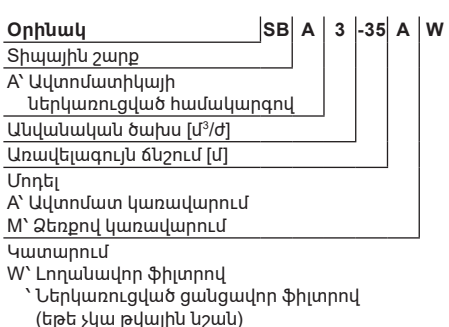 Օրինակ SB A 3 -35 A W
Տիպային շարք
A՝ Ավտոմատիկայի
ներկառուցված համակարգով
Անվանական ծախս [մ³/ժ]
Առավելագույն ճնշում [մ]
Մոդել
A՝ Ավտոմատ կառավարում
M՝ Ձեռքով կառավարում
Կատարում
W՝ Լողանավոր ֆիլտրով
՝ Ներկառուցված ցանցավոր ֆիլտրով
(եթե չկա թվային նշան)